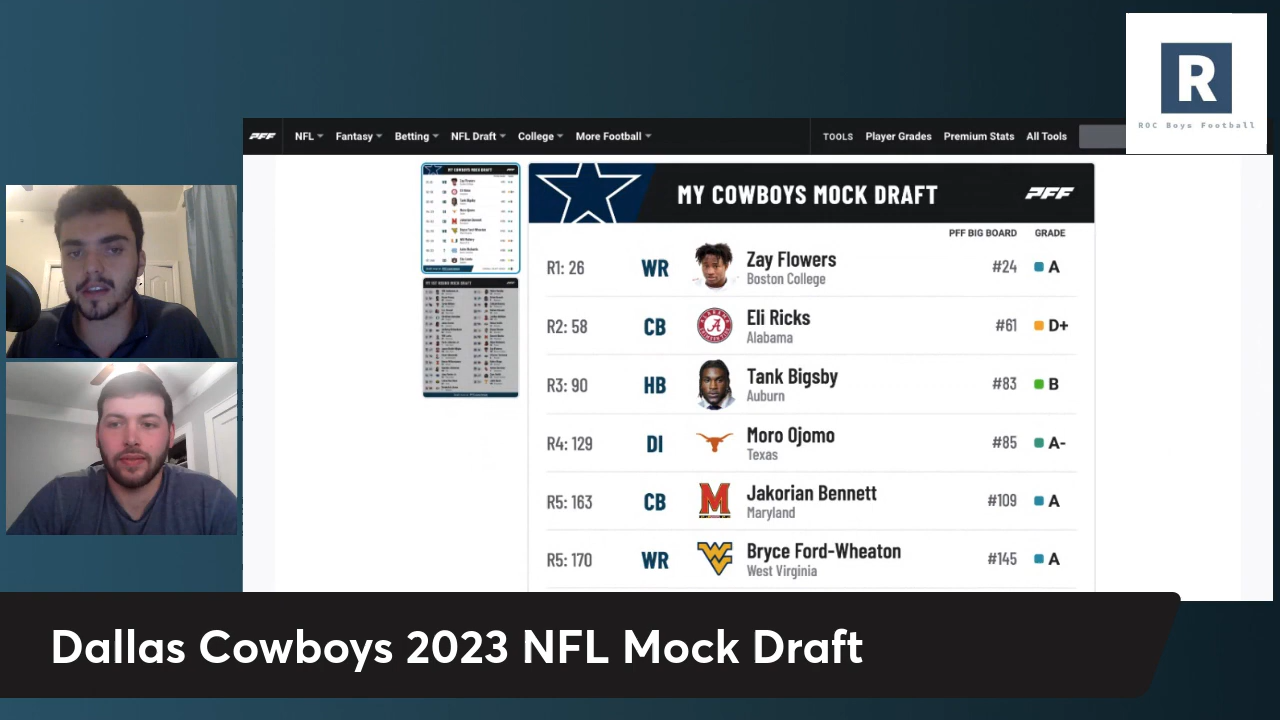 R
ROC Boys Football
PFF NFL Fantasy Betting NFL Draft College More Football TOOLS Player Grades Premium Stats All Tools
MY COWBOYS MOCK DRAFT PFF
PFF BIG BOARD GRADE
R1: 26 WR Zay Flowers #24 A
Boston College
R2: 58 CB Eli Ricks #61 D+
Alabama
R3: 90 HB Tank Bigsby #83 B
Auburn
R4: 129 DI Moro Ojomo #85 A-
Texas
R5: 163 CB M Jakorian Bennett #109 A
Maryland
R5: 170 WR Bryce Ford-Wheaton #145 A
West Virginia
Dallas Cowboys 2023 NFL Mock Draft